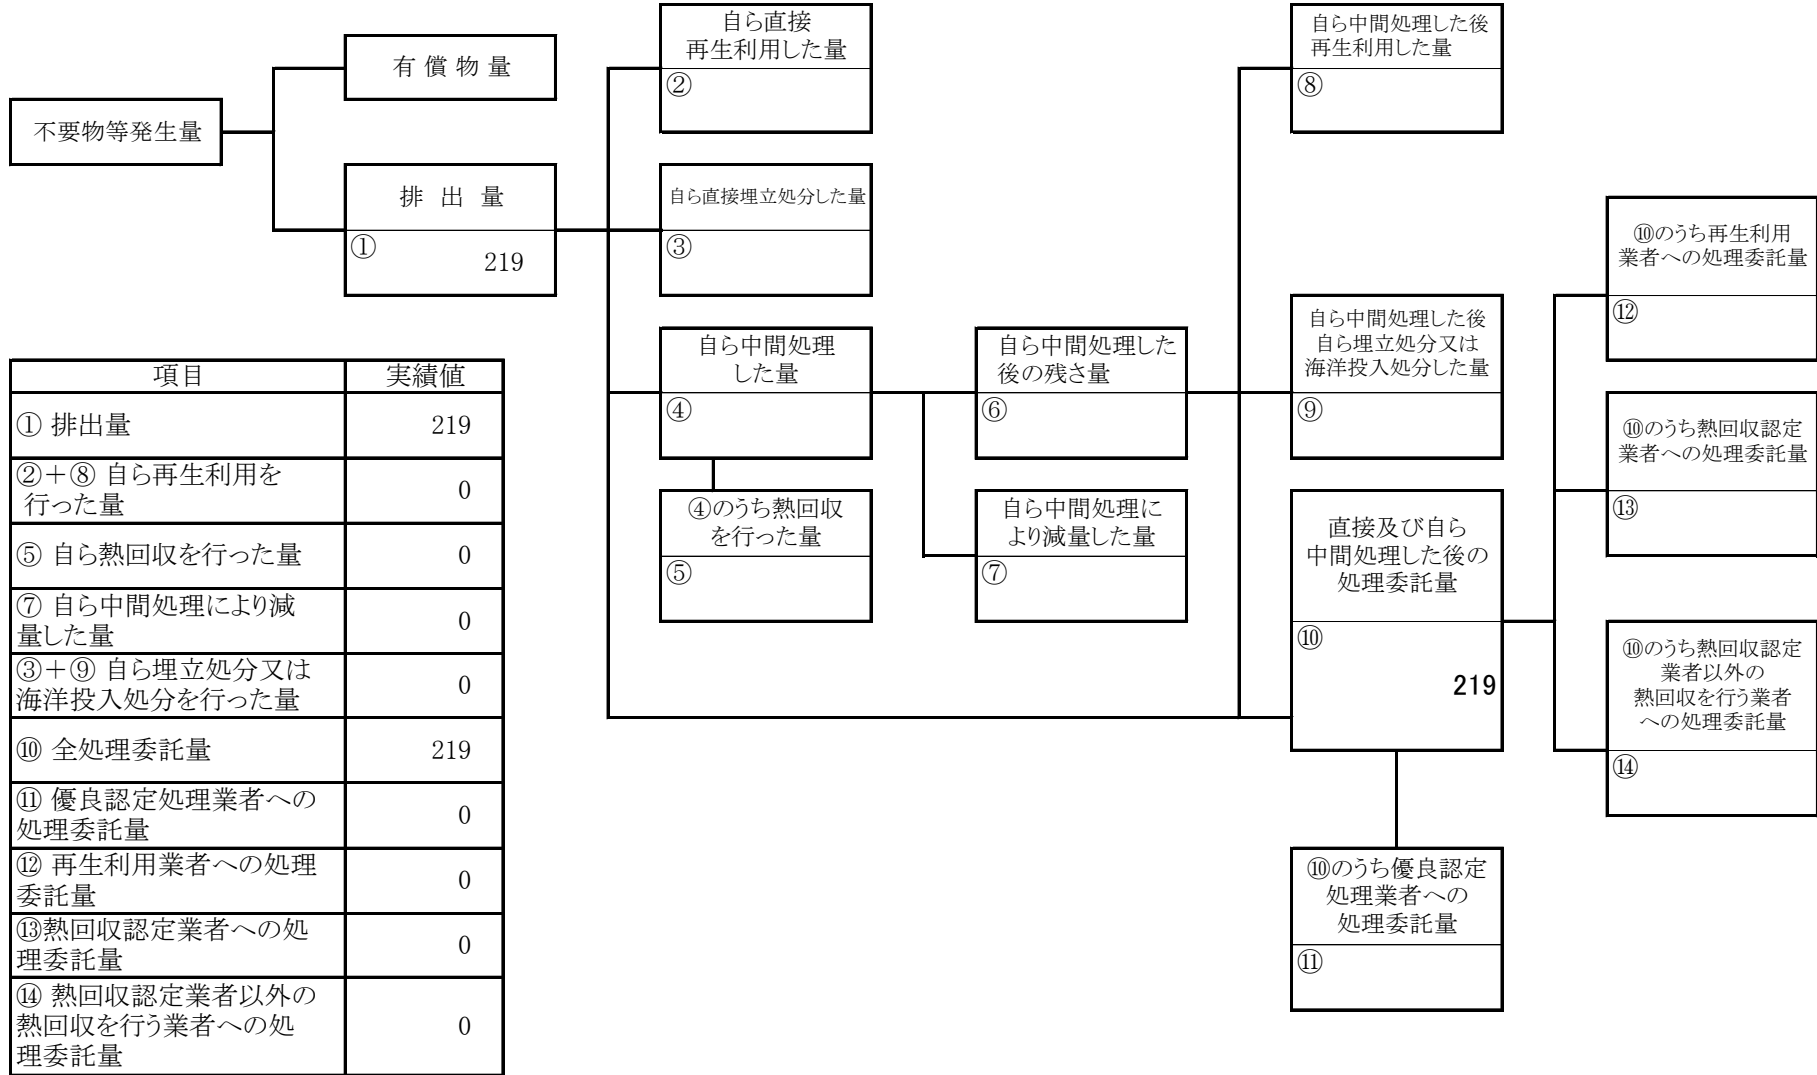 不要物等発生量
有 償 物 量
排 出 量
①
219
自ら直接
再生利用した量
②
自ら直接埋立処分した量
③
自ら中間処理
した量
④
④のうち熱回収
を行った量
⑤
自ら中間処理した
後の残さ量
⑥
自ら中間処理に
より減量した量
⑦
自ら中間処理した後
再生利用した量
⑧
自ら中間処理した後
自ら埋立処分又は
海洋投入処分した量
⑨
直接及び自ら
中間処理した後の
処理委託量
⑩
219
⑩のうち優良認定
処理業者への
処理委託量
⑪
⑩のうち再生利用
業者への処理委託量
⑫
⑩のうち熱回収認定
業者への処理委託量
⑬
⑩のうち熱回収認定
業者以外の
熱回収を行う業者
への処理委託量
⑭
項目 実績値
① 排出量 219
②＋⑧ 自ら再生利用を
行った量 0
⑤ 自ら熱回収を行った量 0
⑦ 自ら中間処理により減
量した量 0
③＋⑨ 自ら埋立処分又は
海洋投入処分を行った量 0
⑩ 全処理委託量 219
⑪ 優良認定処理業者への
処理委託量 0
⑫ 再生利用業者への処理
委託量 0
⑬熱回収認定業者への処
理委託量 0
⑭ 熱回収認定業者以外の
熱回収を行う業者への処
理委託量 0